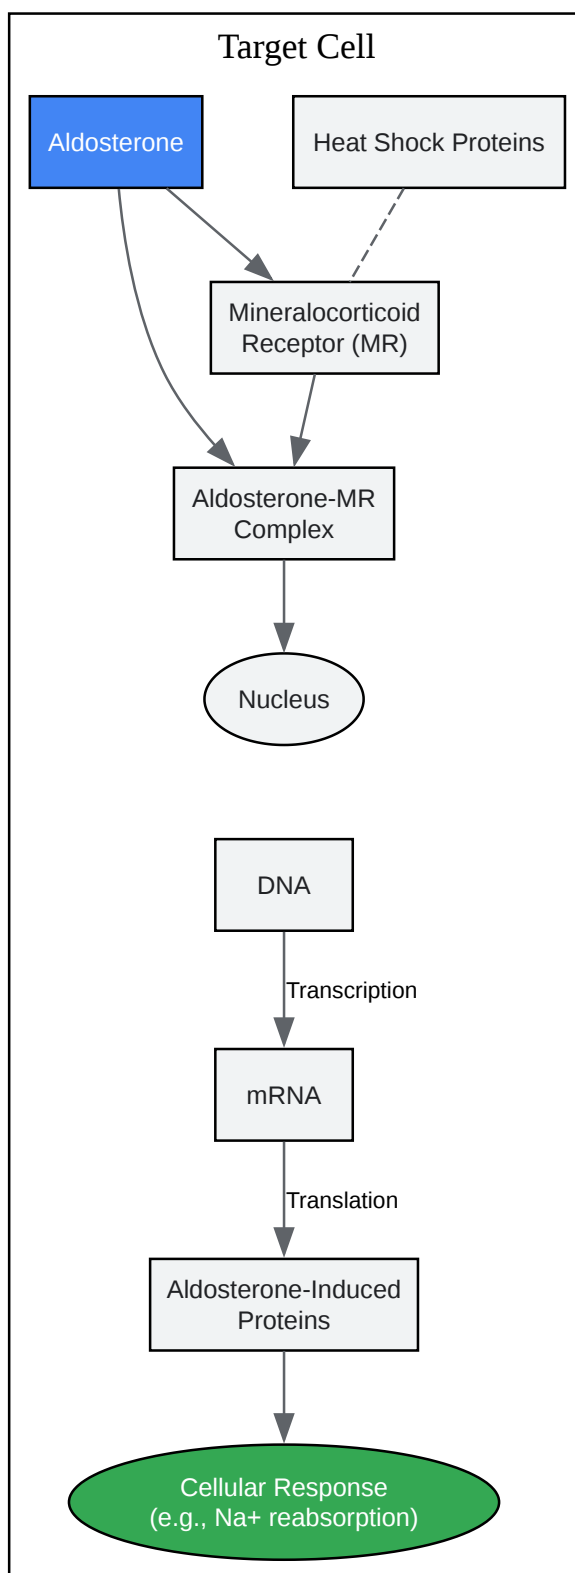 Target Cell
Aldosterone
Heat Shock Proteins
Mineralocorticoid
Receptor (MR)
Aldosterone-MR
Complex
Nucleus
DNA
Transcription
mRNA
Translation
Aldosterone-Induced
Proteins
Cellular Response
(e.g., Na+ reabsorption)